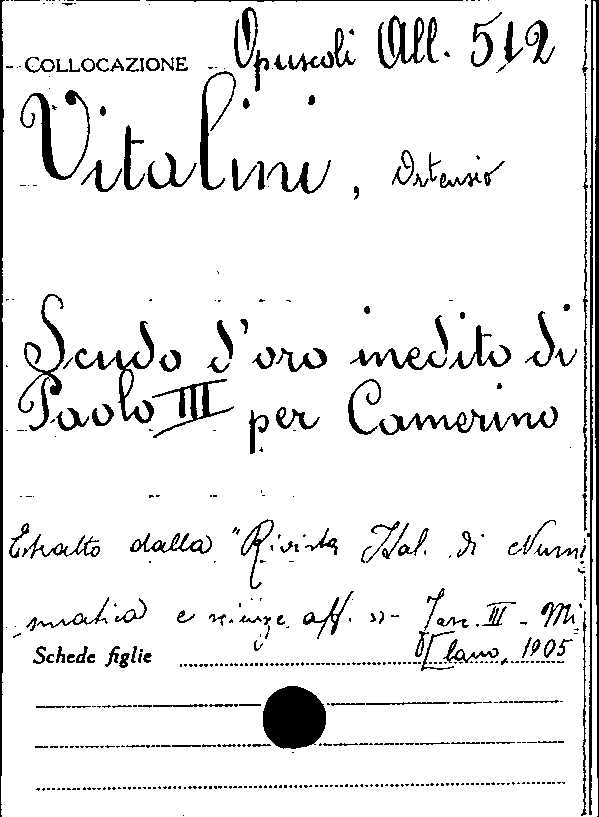 COLLOCAZIONE Opuscoli All. 512
Vitalini, Ortensio
Scudo d'oro inedito di
Paolo III per Camerino
Estratto dalla "Rivista Ital. di Numi
smatica e scienze aff. »- Fasc. III - Mi
lano, 1905
Schede figlie